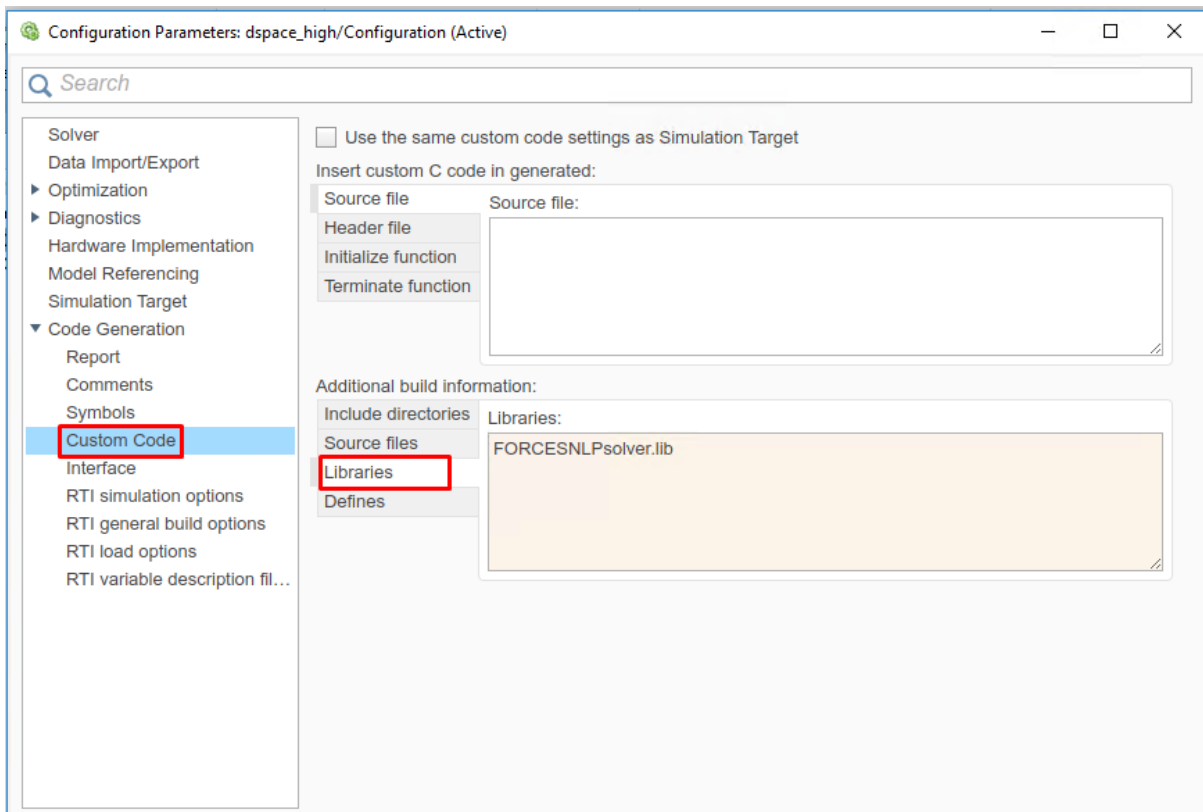 Configuration Parameters: dspace_high/Configuration (Active)
Search
Solver
Data Import/Export
Optimization
Diagnostics
Hardware Implementation
Model Referencing
Simulation Target
Code Generation
Report
Comments
Symbols
Custom Code
Interface
RTI simulation options
RTI general build options
RTI load options
RTI variable description fil...
Use the same custom code settings as Simulation Target
Insert custom C code in generated:
Source file
Header file
Initialize function
Terminate function
Source file:
Additional build information:
Include directories
Source files
Libraries
Defines
Libraries:
FORCESNLPsolver.lib